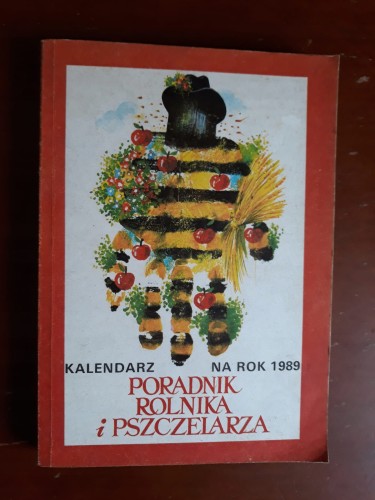 KALENDARZ NA ROK 1989
PORADNIK
ROLNIKA
i PSZCZELARZA